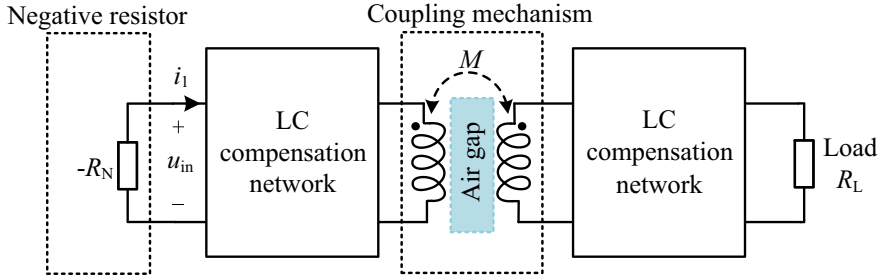 Negative resistor
Coupling mechanism
i1
+
uin
−
-RN
LC
compensation
network
M
Air gap
LC
compensation
network
Load
RL